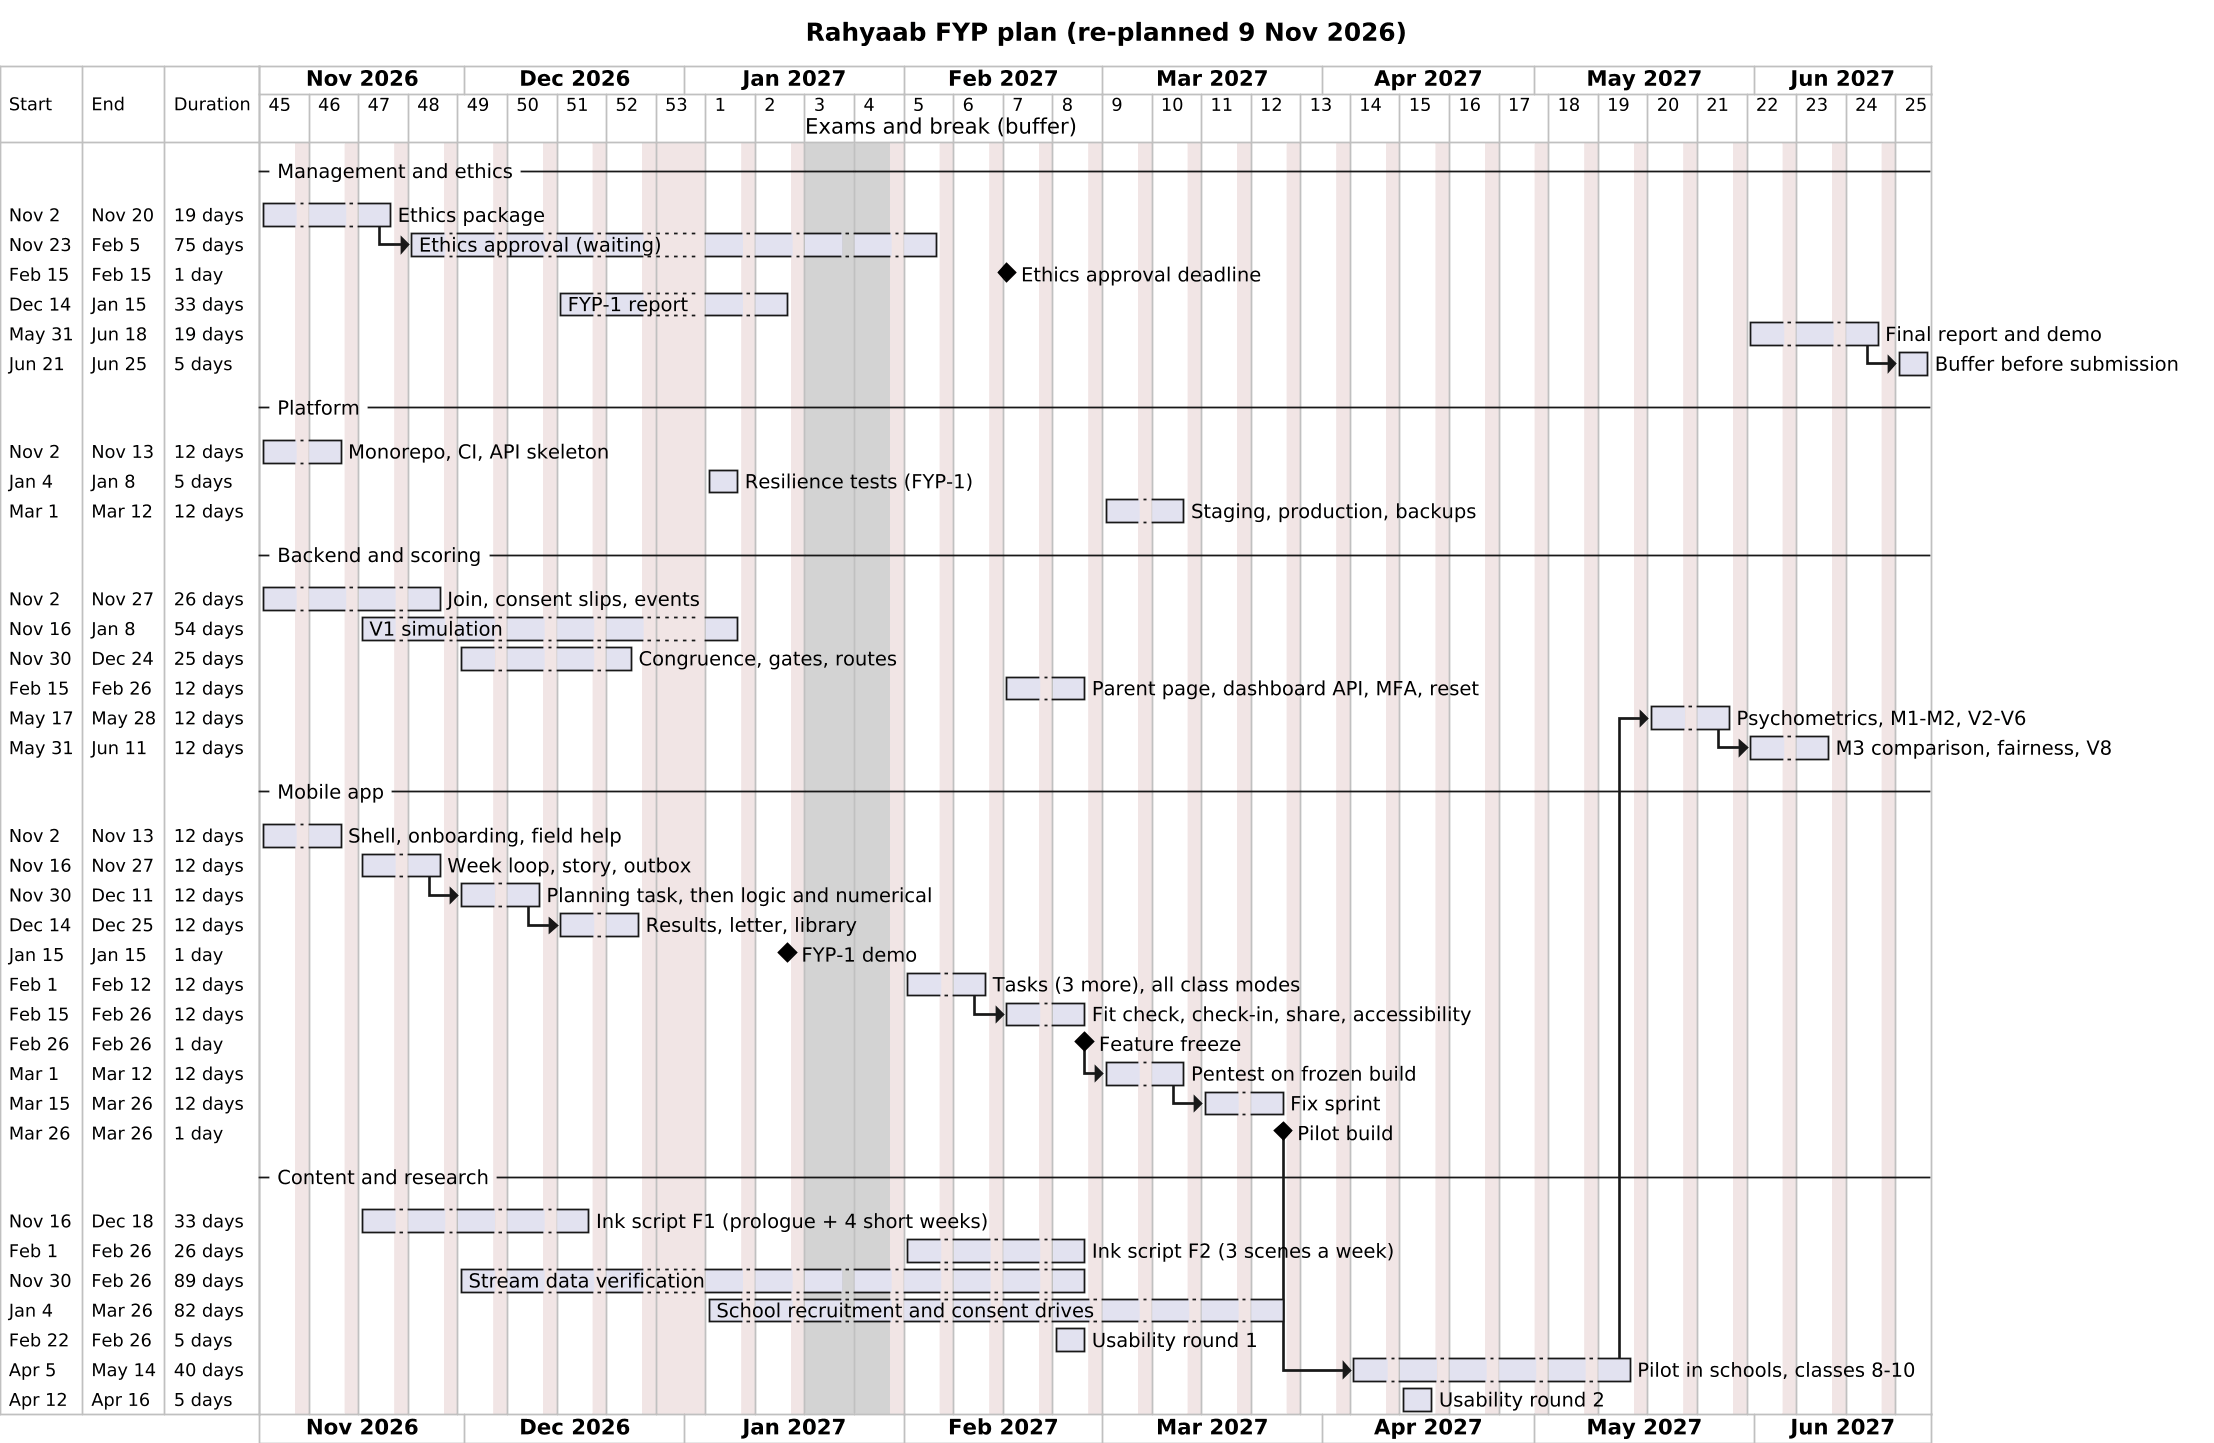 Rahyaab FYP plan (re-planned 9 Nov 2026)
Nov 2026 Dec 2026 Jan 2027 Feb 2027 Mar 2027 Apr 2027 May 2027 Jun 2027
Start End Duration 45 46 47 48 49 50 51 52 53 1 2 3 4 5 6 7 8 9 10 11 12 13 14 15 16 17 18 19 20 21 22 23 24 25
Exams and break (buffer)
Management and ethics
Nov 2 Nov 20 19 days Ethics package
Nov 23 Feb 5 75 days Ethics approval (waiting)
Feb 15 Feb 15 1 day Ethics approval deadline
Dec 14 Jan 15 33 days FYP-1 report
May 31 Jun 18 19 days Final report and demo
Jun 21 Jun 25 5 days Buffer before submission
Platform
Nov 2 Nov 13 12 days Monorepo, CI, API skeleton
Jan 4 Jan 8 5 days Resilience tests (FYP-1)
Mar 1 Mar 12 12 days Staging, production, backups
Backend and scoring
Nov 2 Nov 27 26 days Join, consent slips, events
Nov 16 Jan 8 54 days V1 simulation
Nov 30 Dec 24 25 days Congruence, gates, routes
Feb 15 Feb 26 12 days Parent page, dashboard API, MFA, reset
May 17 May 28 12 days Psychometrics, M1-M2, V2-V6
May 31 Jun 11 12 days M3 comparison, fairness, V8
Mobile app
Nov 2 Nov 13 12 days Shell, onboarding, field help
Nov 16 Nov 27 12 days Week loop, story, outbox
Nov 30 Dec 11 12 days Planning task, then logic and numerical
Dec 14 Dec 25 12 days Results, letter, library
Jan 15 Jan 15 1 day FYP-1 demo
Feb 1 Feb 12 12 days Tasks (3 more), all class modes
Feb 15 Feb 26 12 days Fit check, check-in, share, accessibility
Feb 26 Feb 26 1 day Feature freeze
Mar 1 Mar 12 12 days Pentest on frozen build
Mar 15 Mar 26 12 days Fix sprint
Mar 26 Mar 26 1 day Pilot build
Content and research
Nov 16 Dec 18 33 days Ink script F1 (prologue + 4 short weeks)
Feb 1 Feb 26 26 days Ink script F2 (3 scenes a week)
Nov 30 Feb 26 89 days Stream data verification
Jan 4 Mar 26 82 days School recruitment and consent drives
Feb 22 Feb 26 5 days Usability round 1
Apr 5 May 14 40 days Pilot in schools, classes 8-10
Apr 12 Apr 16 5 days Usability round 2
Nov 2026 Dec 2026 Jan 2027 Feb 2027 Mar 2027 Apr 2027 May 2027 Jun 2027